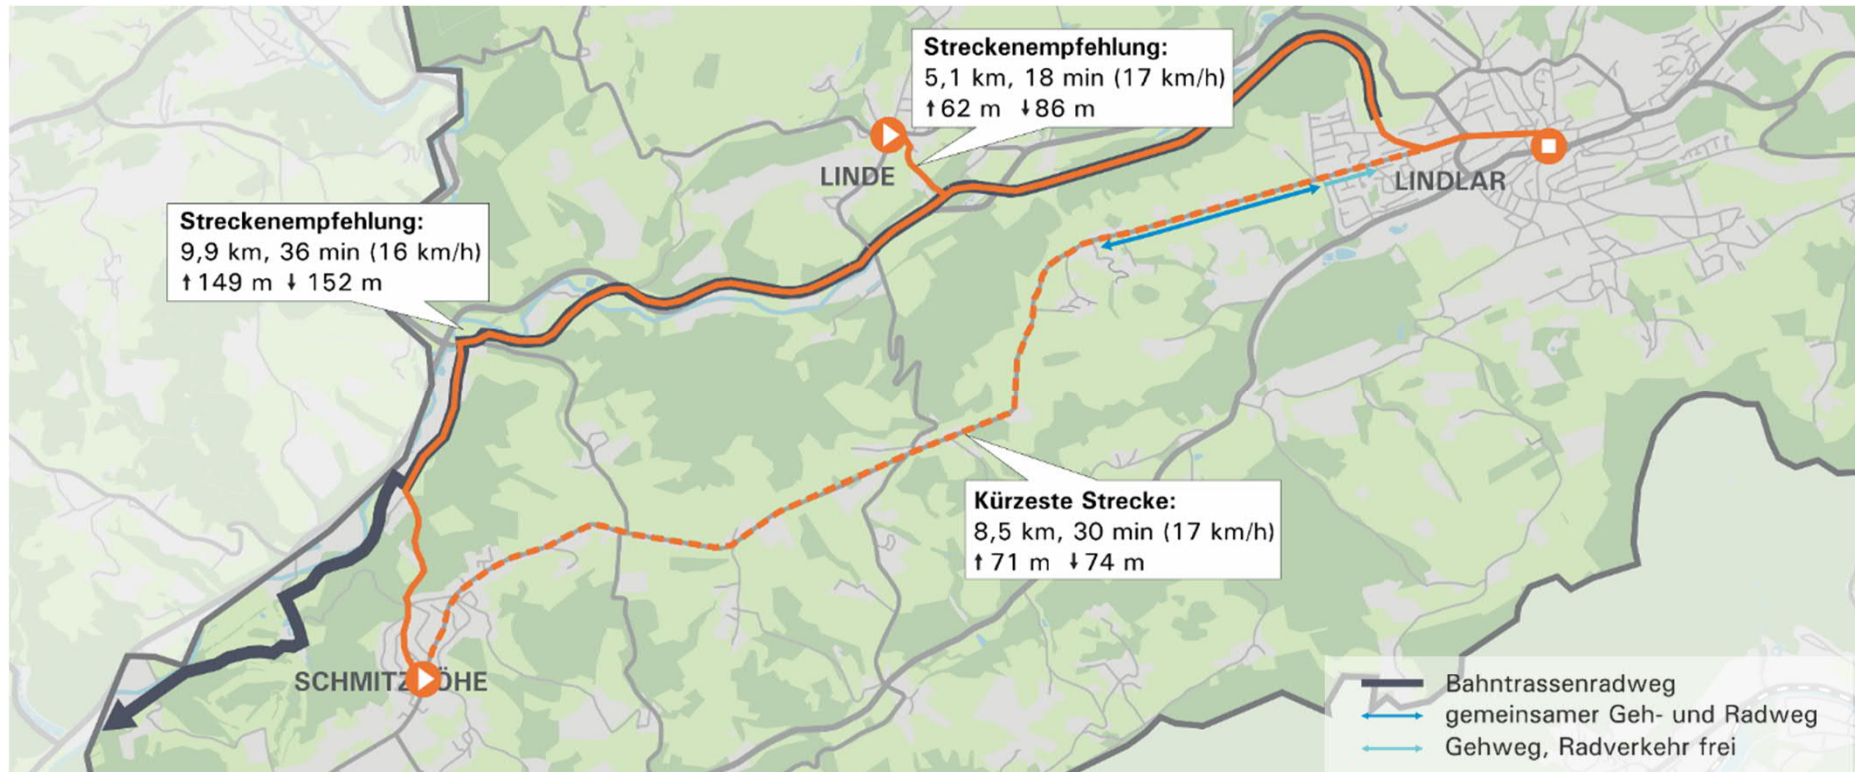 Streckenempfehlung:
5,1 km, 18 min (17 km/h)
↑62 m ↓86 m
LINDE
LINDLAR
Streckenempfehlung:
9,9 km, 36 min (16 km/h)
↑149 m ↓ 152 m
Kürzeste Strecke:
8,5 km, 30 min (17 km/h)
↑71 m ↓74 m
SCHMITZ ÖHE
Bahntrassenradweg
gemeinsamer Geh- und Radweg
Gehweg, Radverkehr frei